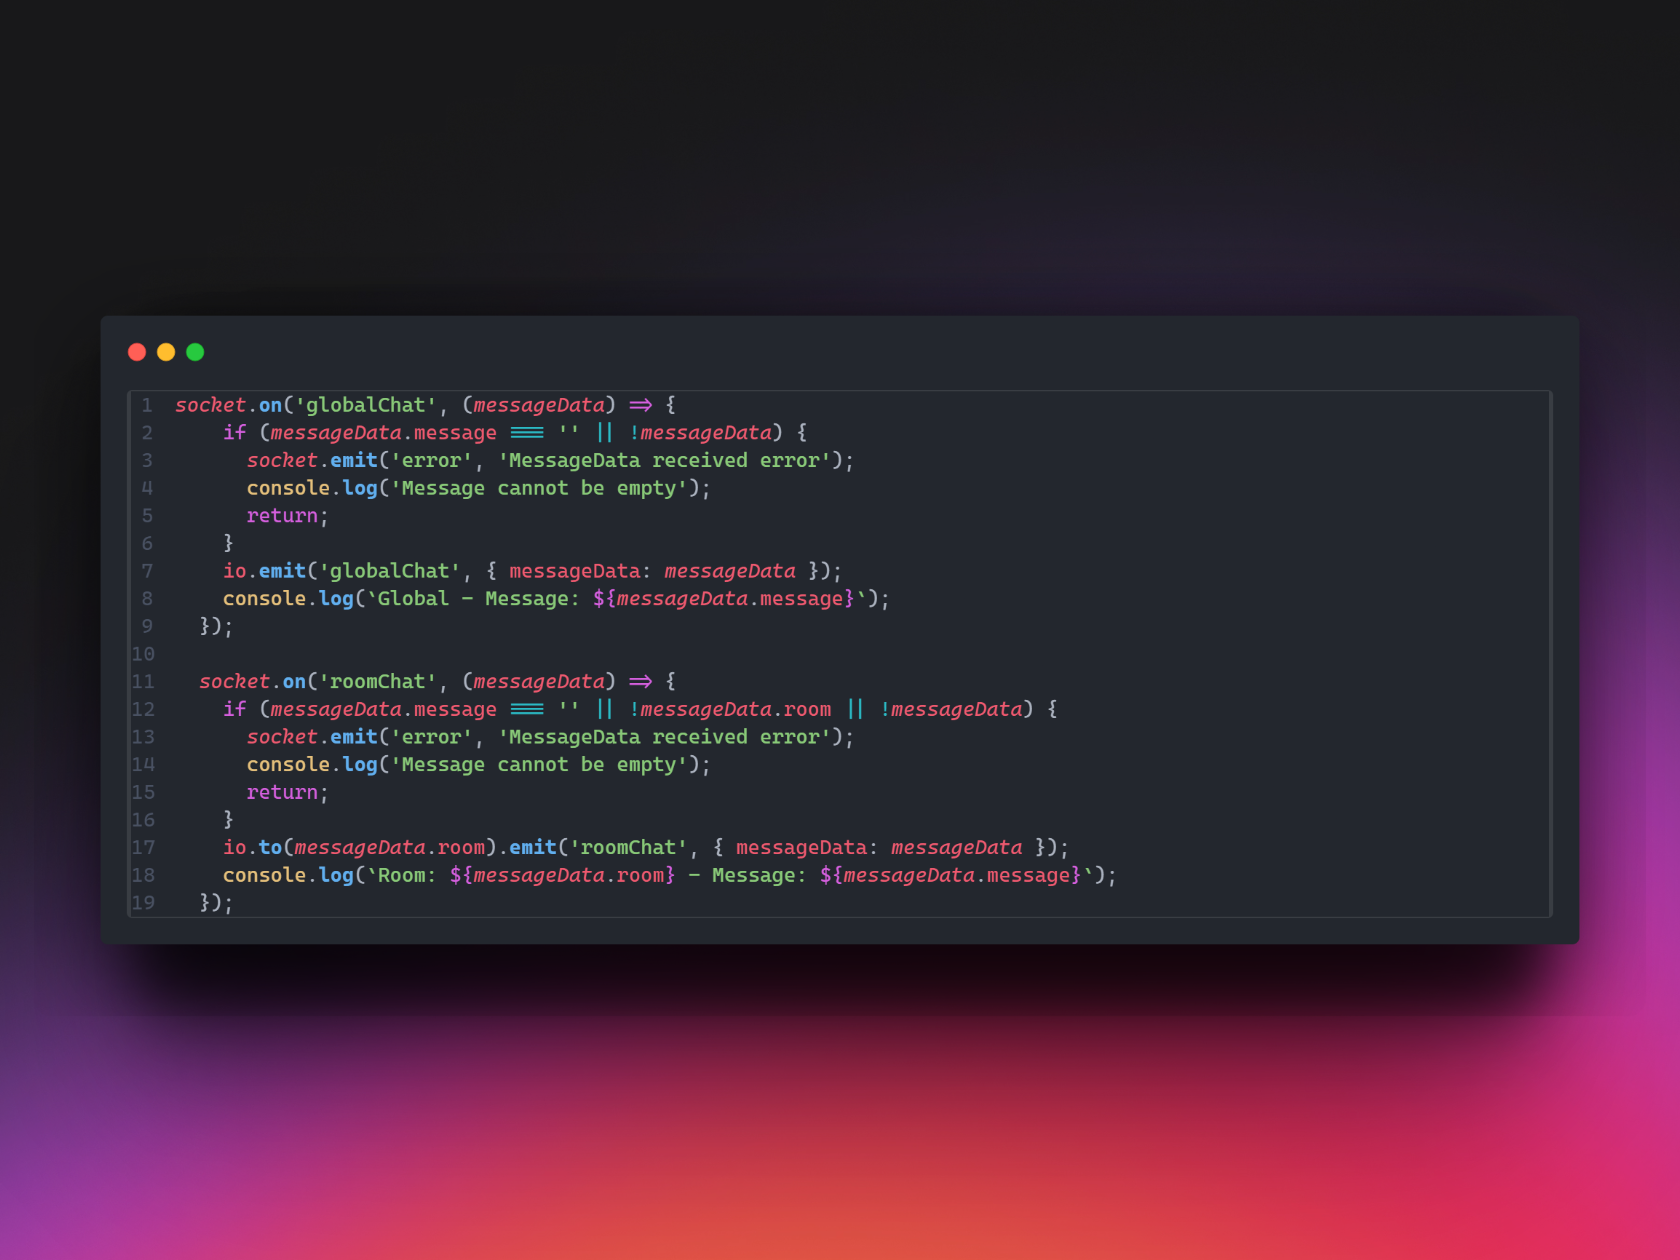 1 socket.on('globalChat', (messageData) => {
2     if (messageData.message === '' || !messageData) {
3       socket.emit('error', 'MessageData received error');
4       console.log('Message cannot be empty');
5       return;
6     }
7     io.emit('globalChat', { messageData: messageData });
8     console.log(`Global - Message: ${messageData.message}`);
9   });
10
11   socket.on('roomChat', (messageData) => {
12     if (messageData.message === '' || !messageData.room || !messageData) {
13       socket.emit('error', 'MessageData received error');
14       console.log('Message cannot be empty');
15       return;
16     }
17     io.to(messageData.room).emit('roomChat', { messageData: messageData });
18     console.log(`Room: ${messageData.room} - Message: ${messageData.message}`);
19   });